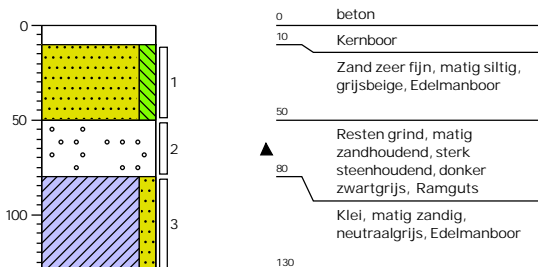 0
50
100
1
2
3
0
beton
10
Kernboor
Zand zeer fijn, matig siltig,
grijsbeige, Edelmanboor
50
Resten grind, matig
zandhoudend, sterk
steenhoudend, donker
zwartgrijs, Ramguts
80
Klei, matig zandig,
neutraalgrijs, Edelmanboor
130